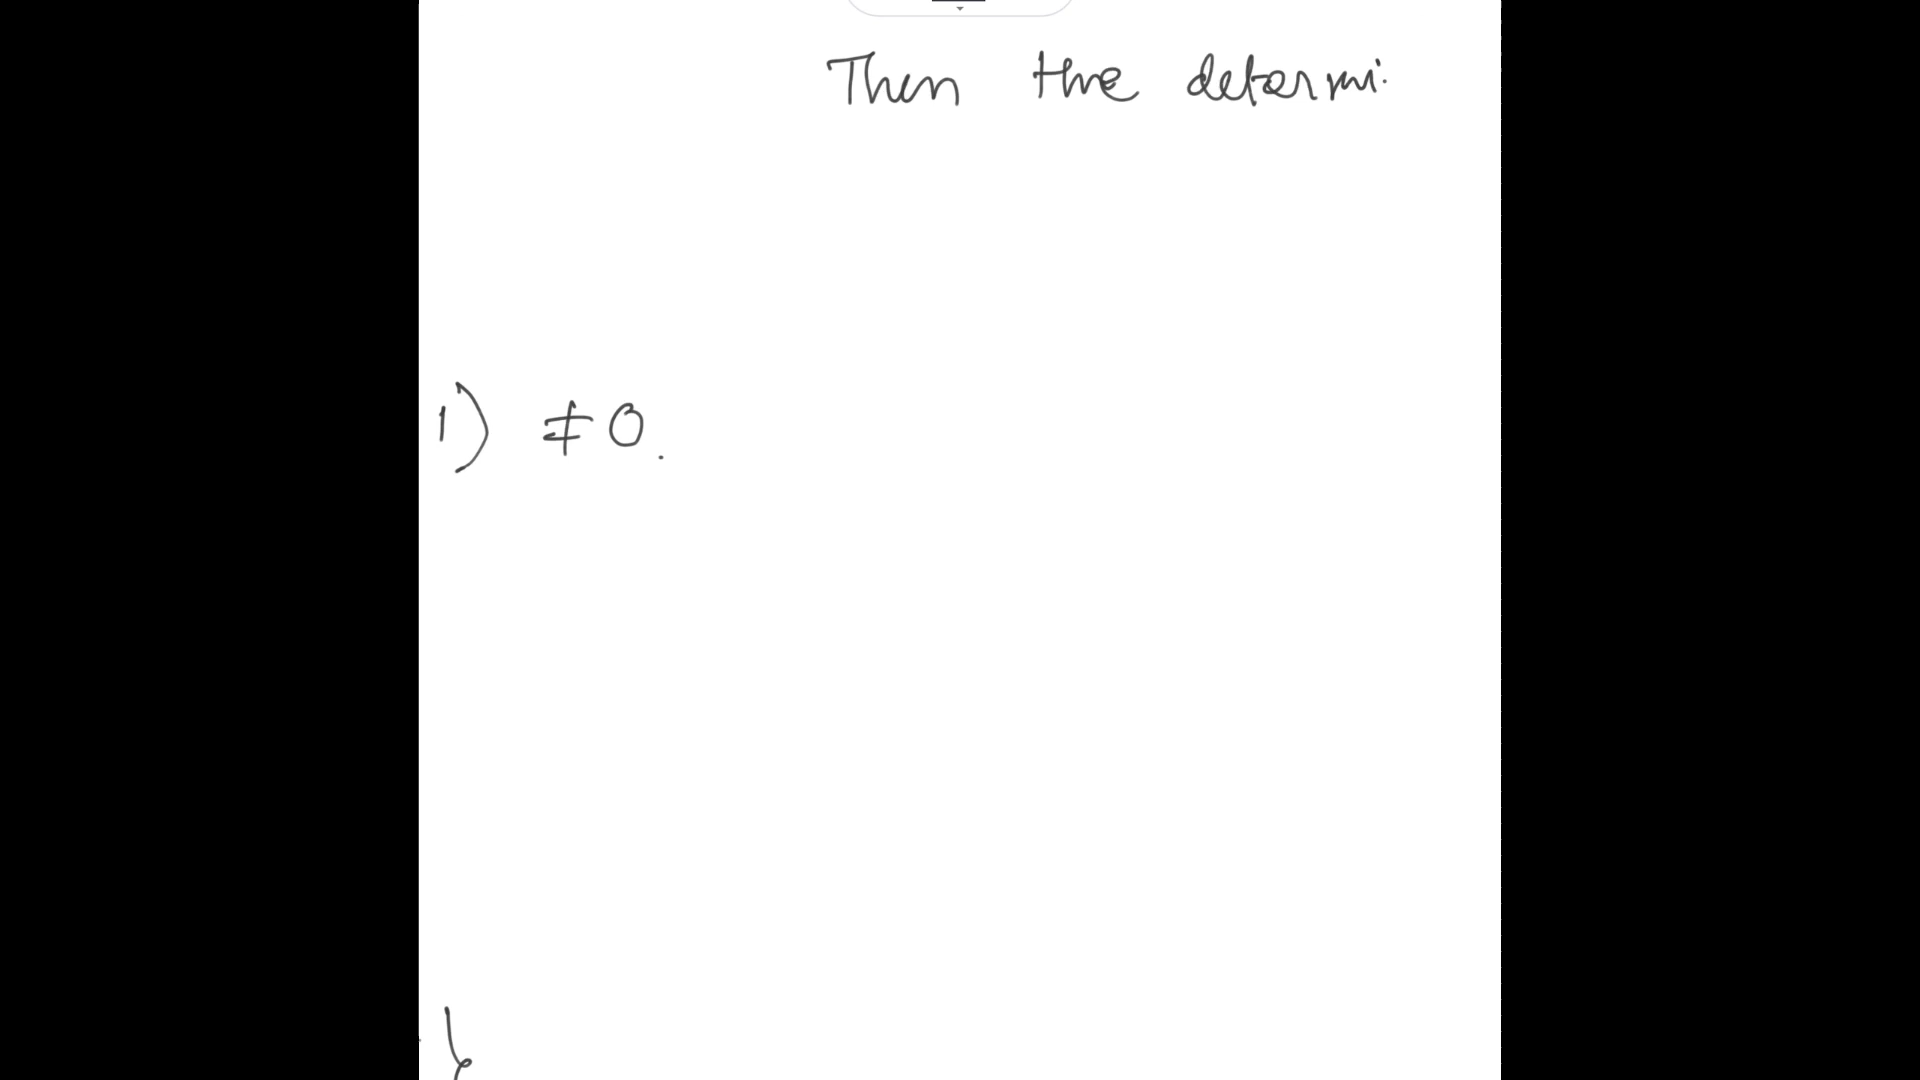 Then the determi
1) ≠ 0.